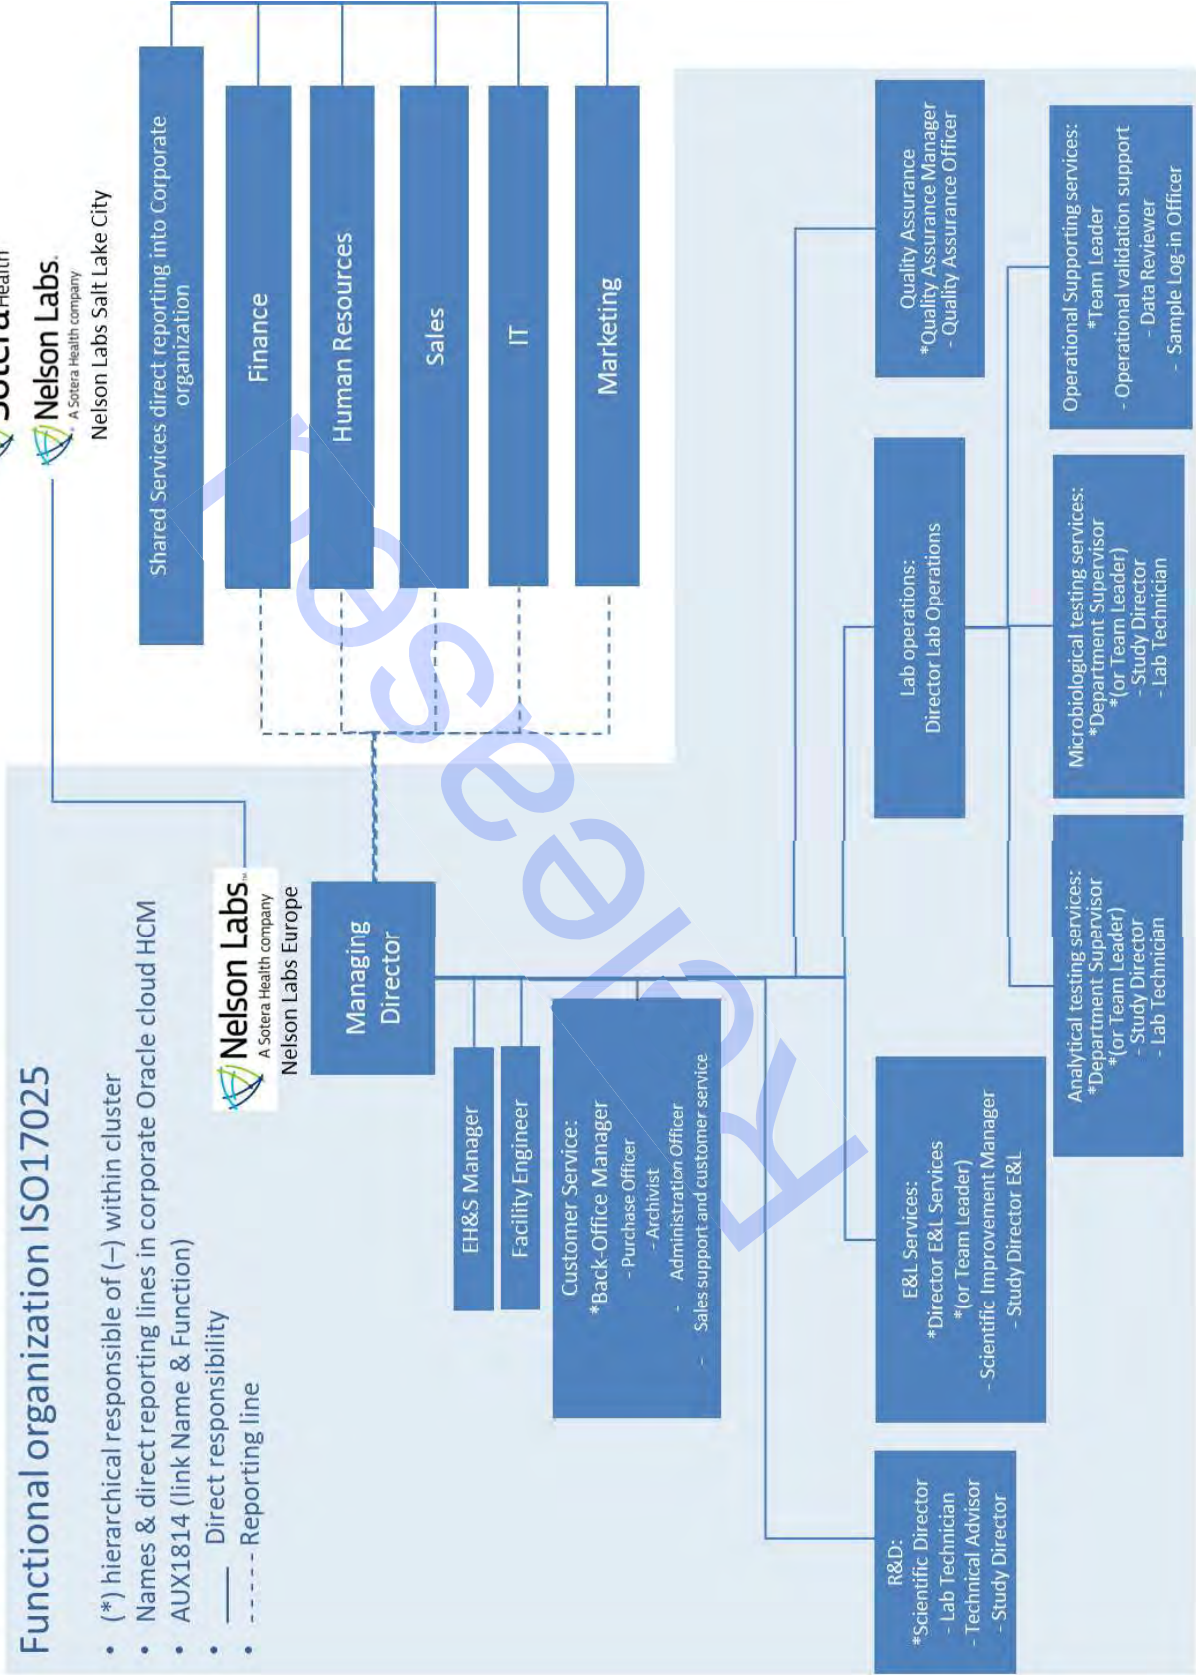 Functional organization ISO17025
• (*) hierarchical responsible of (–) within cluster
• Names & direct reporting lines in corporate Oracle cloud HCM
• AUX1814 (link Name & Function)
• Direct responsibility
• ----- Reporting line
Nelson Labs.
A Sotera Health company
Nelson Labs Salt Lake City
Nelson Labs™
A Sotera Health company
Nelson Labs Europe
Shared Services direct reporting into Corporate
organization
Finance
Human Resources
Sales
IT
Marketing
Managing
Director
EH&S Manager
Facility Engineer
Customer Service:
*Back-Office Manager
- Purchase Officer
- Archivist
- Administration Officer
- Sales support and customer service
R&D:
*Scientific Director
- Lab Technician
- Technical Advisor
- Study Director
E&L Services:
*Director E&L Services
*(or Team Leader)
- Scientific Improvement Manager
- Study Director E&L
Lab operations:
Director Lab Operations
Quality Assurance
*Quality Assurance Manager
- Quality Assurance Officer
Analytical testing services:
*Department Supervisor
*(or Team Leader)
- Study Director
- Lab Technician
Microbiological testing services:
*Department Supervisor
*(or Team Leader)
- Study Director
- Lab Technician
Operational Supporting services:
*Team Leader
- Operational validation support
- Data Reviewer
- Sample Log-in Officer